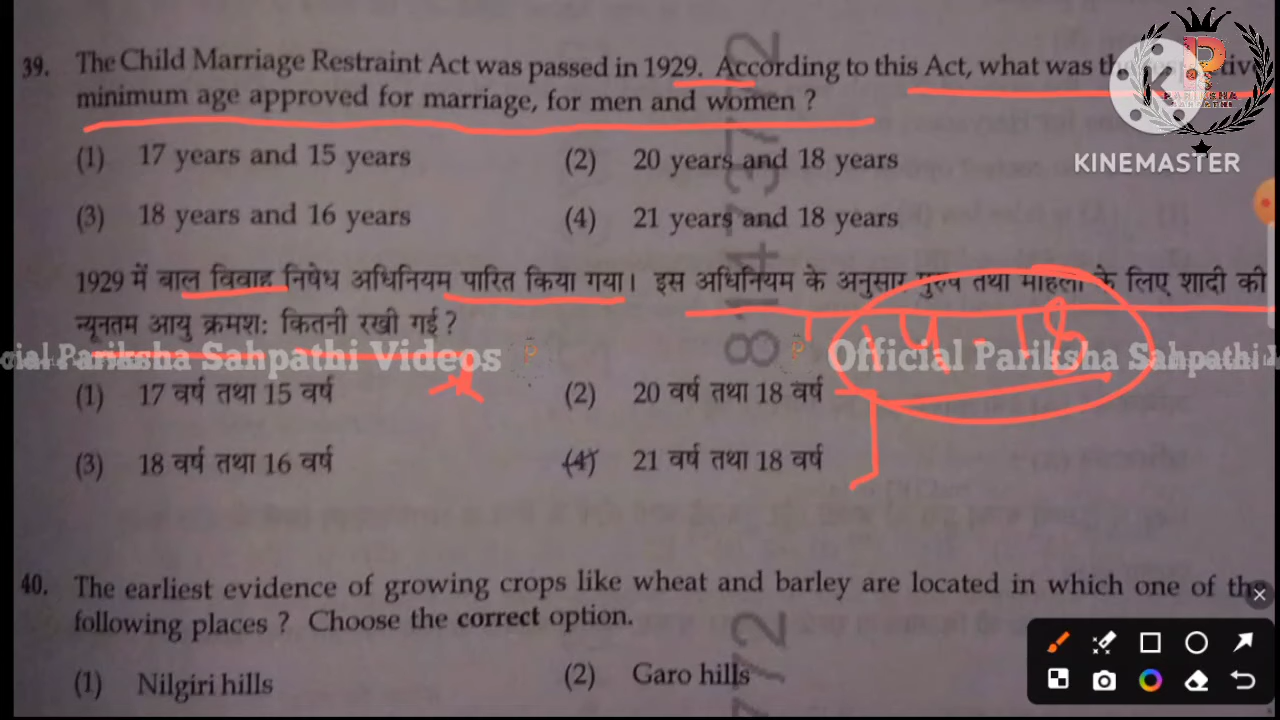 39. The Child Marriage Restraint Act was passed in 1929. According to this Act, what was
minimum age approved for marriage, for men and women ?
(1) 17 years and 15 years (2) 20 years and 18 years
(3) 18 years and 16 years (4) 21 years and 18 years
1929 में बाल विवाह निषेध अधिनियम पारित किया गया। इस अधिनियम के अनुसार पुरुष तथा महिला के लिए शादी की
न्यूनतम आयु क्रमश: कितनी रखी गई ?
(1) 17 वर्ष तथा 15 वर्ष (2) 20 वर्ष तथा 18 वर्ष
(3) 18 वर्ष तथा 16 वर्ष (4) 21 वर्ष तथा 18 वर्ष
40. The earliest evidence of growing crops like wheat and barley are located in which one of the
following places ? Choose the correct option.
(1) Nilgiri hills (2) Garo hills
PARIKSHA
SAHPATHI
KINEMASTER
Pariksha Sahpathi Videos
Official Pariksha Sahpathi
18